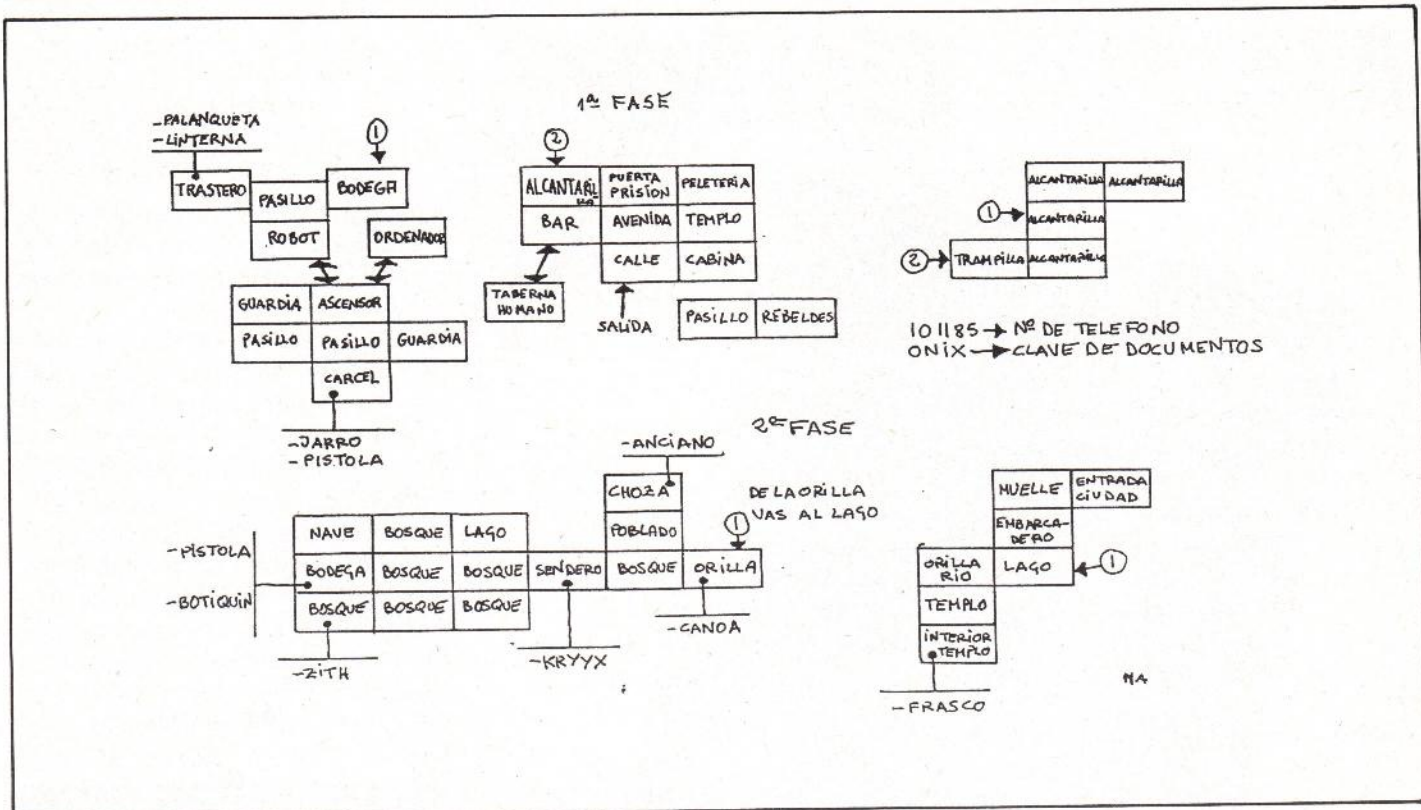 1ª FASE
-PALANQUETA
-LINTERNA
1
TRASTERO
PASILLO
BODEGA
ROBOT
ORDENADOR
GUARDIA
ASCENSOR
PASILLO
PASILLO
GUARDIA
CARCEL
-JARRO
-PISTOLA
2
ALCANTARIL-
LLA
PUERTA
PRISION
PELETERIA
BAR
AVENIDA
TEMPLO
CALLE
CABINA
TABERNA
HUMANO
SALIDA
PASILLO
REBELDES
ALCANTARILLA
ALCANTARILLA
1
ALCANTARILLA
2
TRAMPILLA
ALCANTARILLA
101185 → Nº DE TELEFONO
ONIX → CLAVE DE DOCUMENTOS
2ª FASE
-PISTOLA
-BOTIQUIN
NAVE
BOSQUE
LAGO
BODEGA
BOSQUE
BOSQUE
SENDERO
BOSQUE
ORILLA
BOSQUE
BOSQUE
BOSQUE
-ZITH
-KRYYX
-ANCIANO
CHOZA
POBLADO
DE LA ORILLA
VAS AL LAGO
1
-CANOA
MUELLE
ENTRADA
CIUDAD
EMBARCA-
DERO
ORILLA
RIO
LAGO
1
TEMPLO
INTERIOR
TEMPLO
-FRASCO